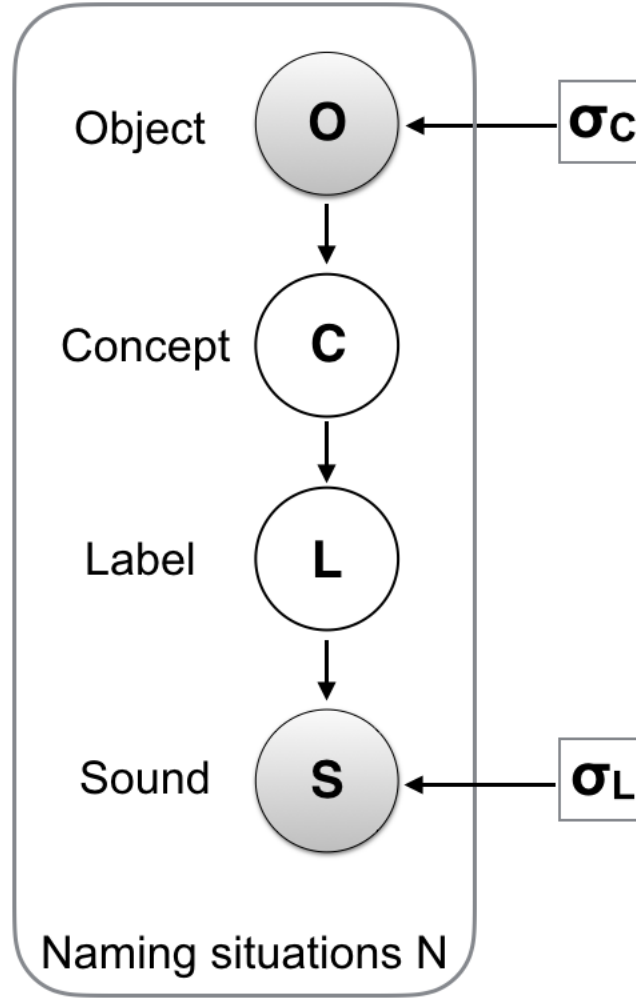 Object O σC
Concept C
Label L
Sound S σL
Naming situations N